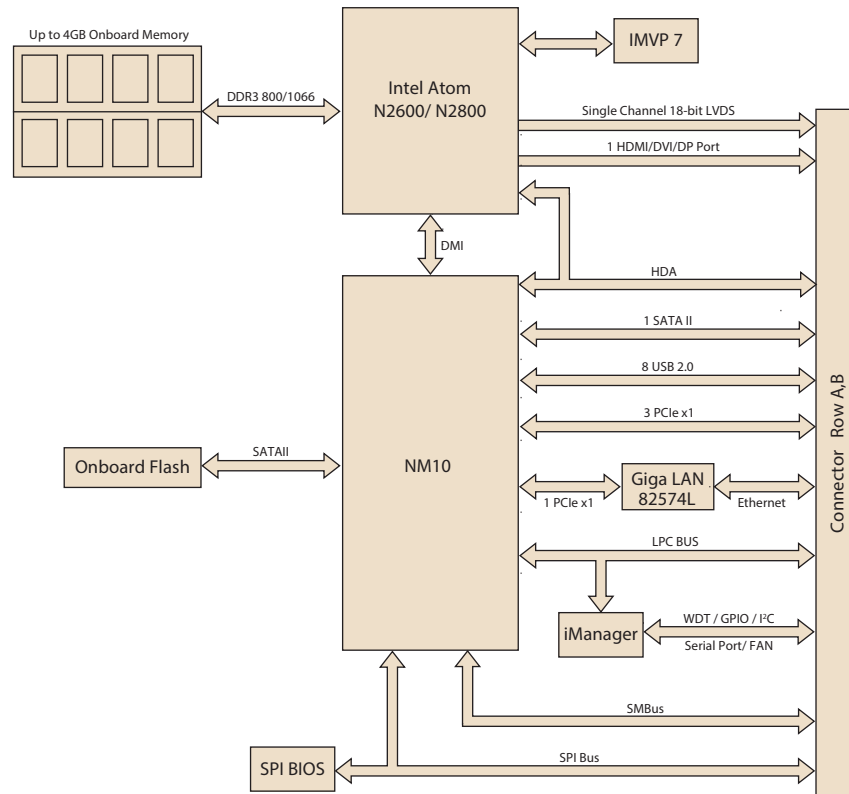 Up to 4GB Onboard Memory
IMVP 7
Intel Atom
N2600/ N2800
DDR3 800/1066
Single Channel 18-bit LVDS
1 HDMI/DVI/DP Port
DMI
HDA
1 SATA II
8 USB 2.0
3 PCIe x1
Connector Row A,B
Onboard Flash
SATAII
NM10
Giga LAN
82574L
1 PCIe x1
Ethernet
LPC BUS
iManager
WDT / GPIO / I²C
Serial Port/ FAN
SMBus
SPI BIOS
SPI Bus